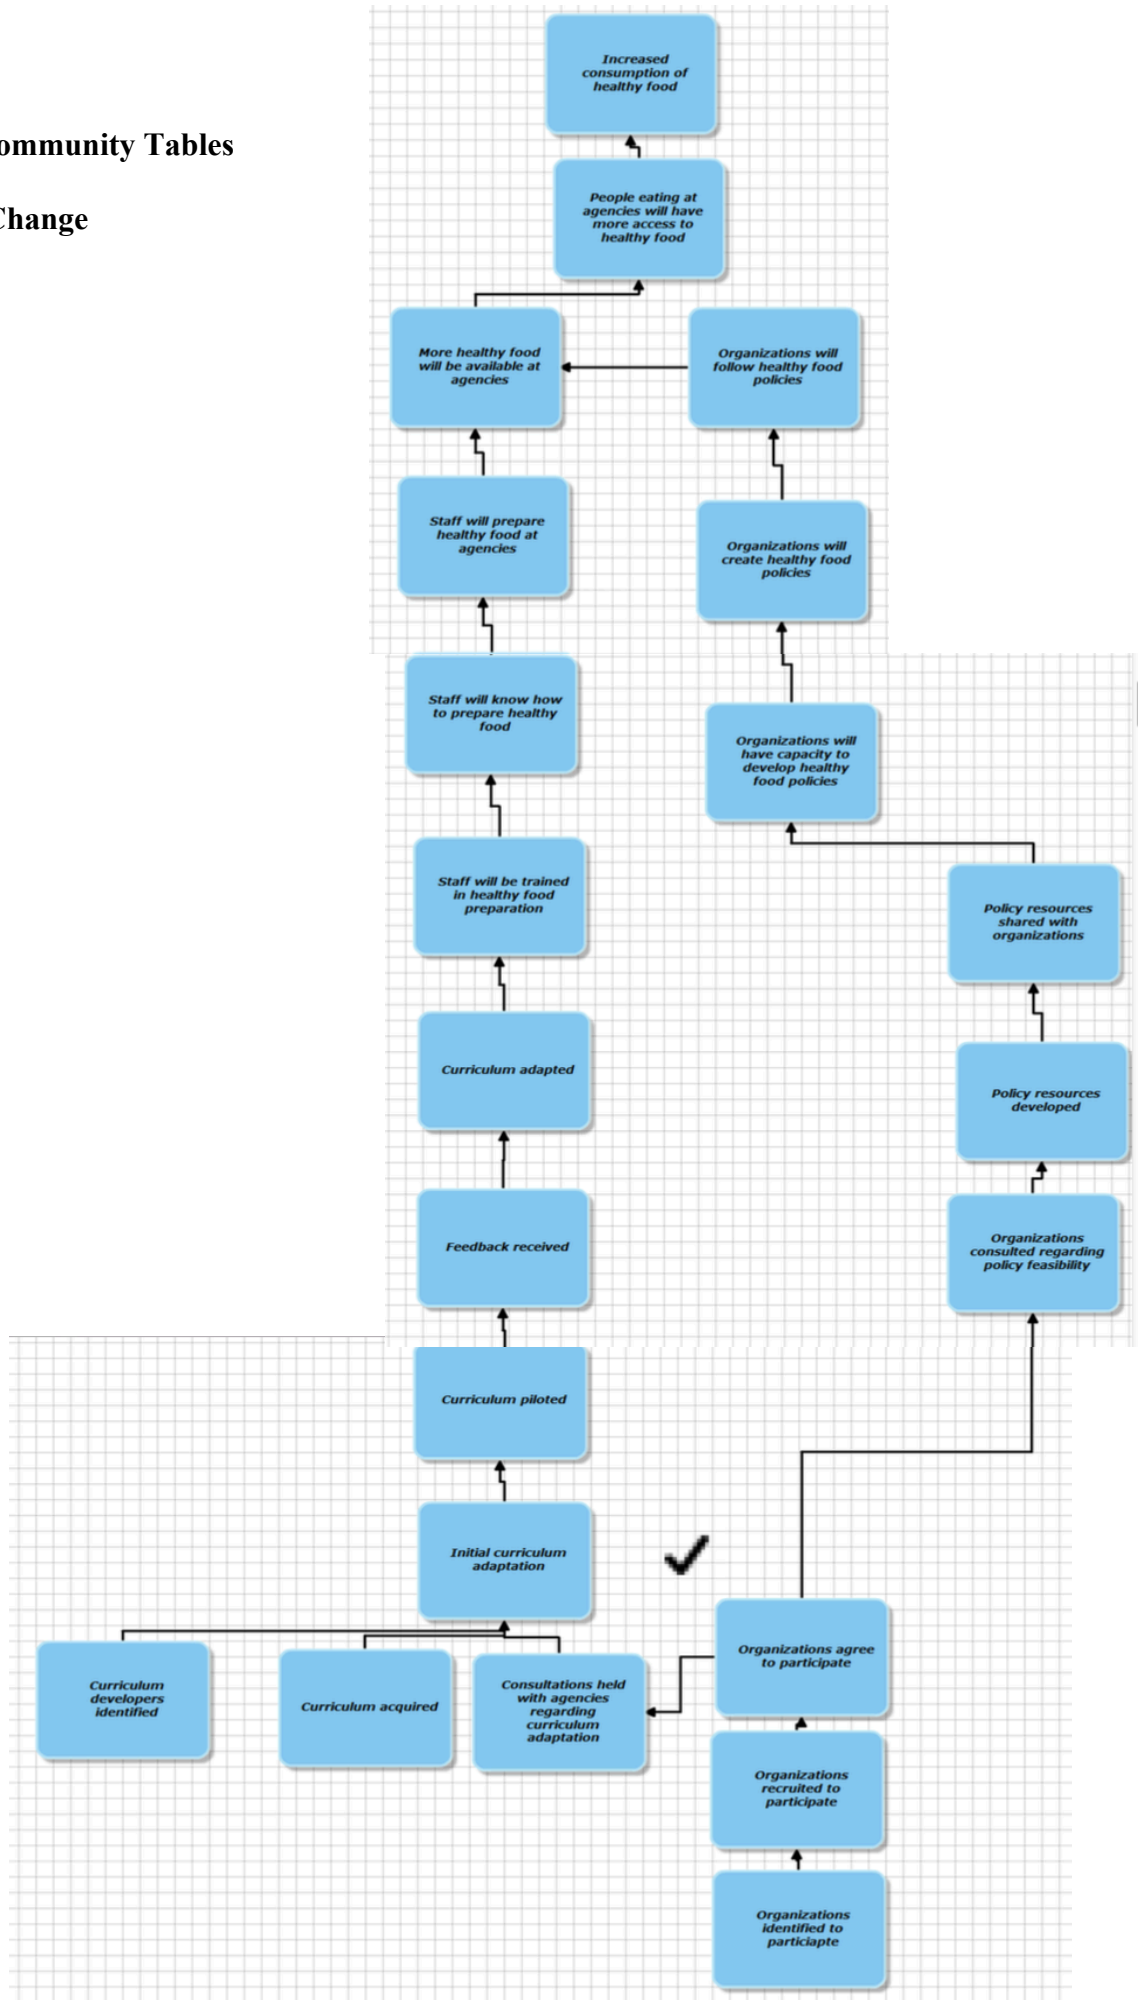 Increased
consumption of
healthy food
ommunity Tables
Change
People eating at
agencies will have
more access to
healthy food
More healthy food
will be available at
agencies
Organizations will
follow healthy food
policies
Staff will prepare
healthy food at
agencies
Organizations will
create healthy food
policies
Staff will know how
to prepare healthy
food
Organizations will
have capacity to
develop healthy
food policies
Staff will be trained
in healthy food
preparation
Policy resources
shared with
organizations
Curriculum adapted
Policy resources
developed
Feedback received
Organizations
consulted regarding
policy feasibility
Curriculum piloted
Initial curriculum
adaptation
Curriculum
developers
identified
Curriculum acquired
Consultations held
with agencies
regarding
curriculum
adaptation
Organizations agree
to participate
Organizations
recruited to
participate
Organizations
identified to
particiapte